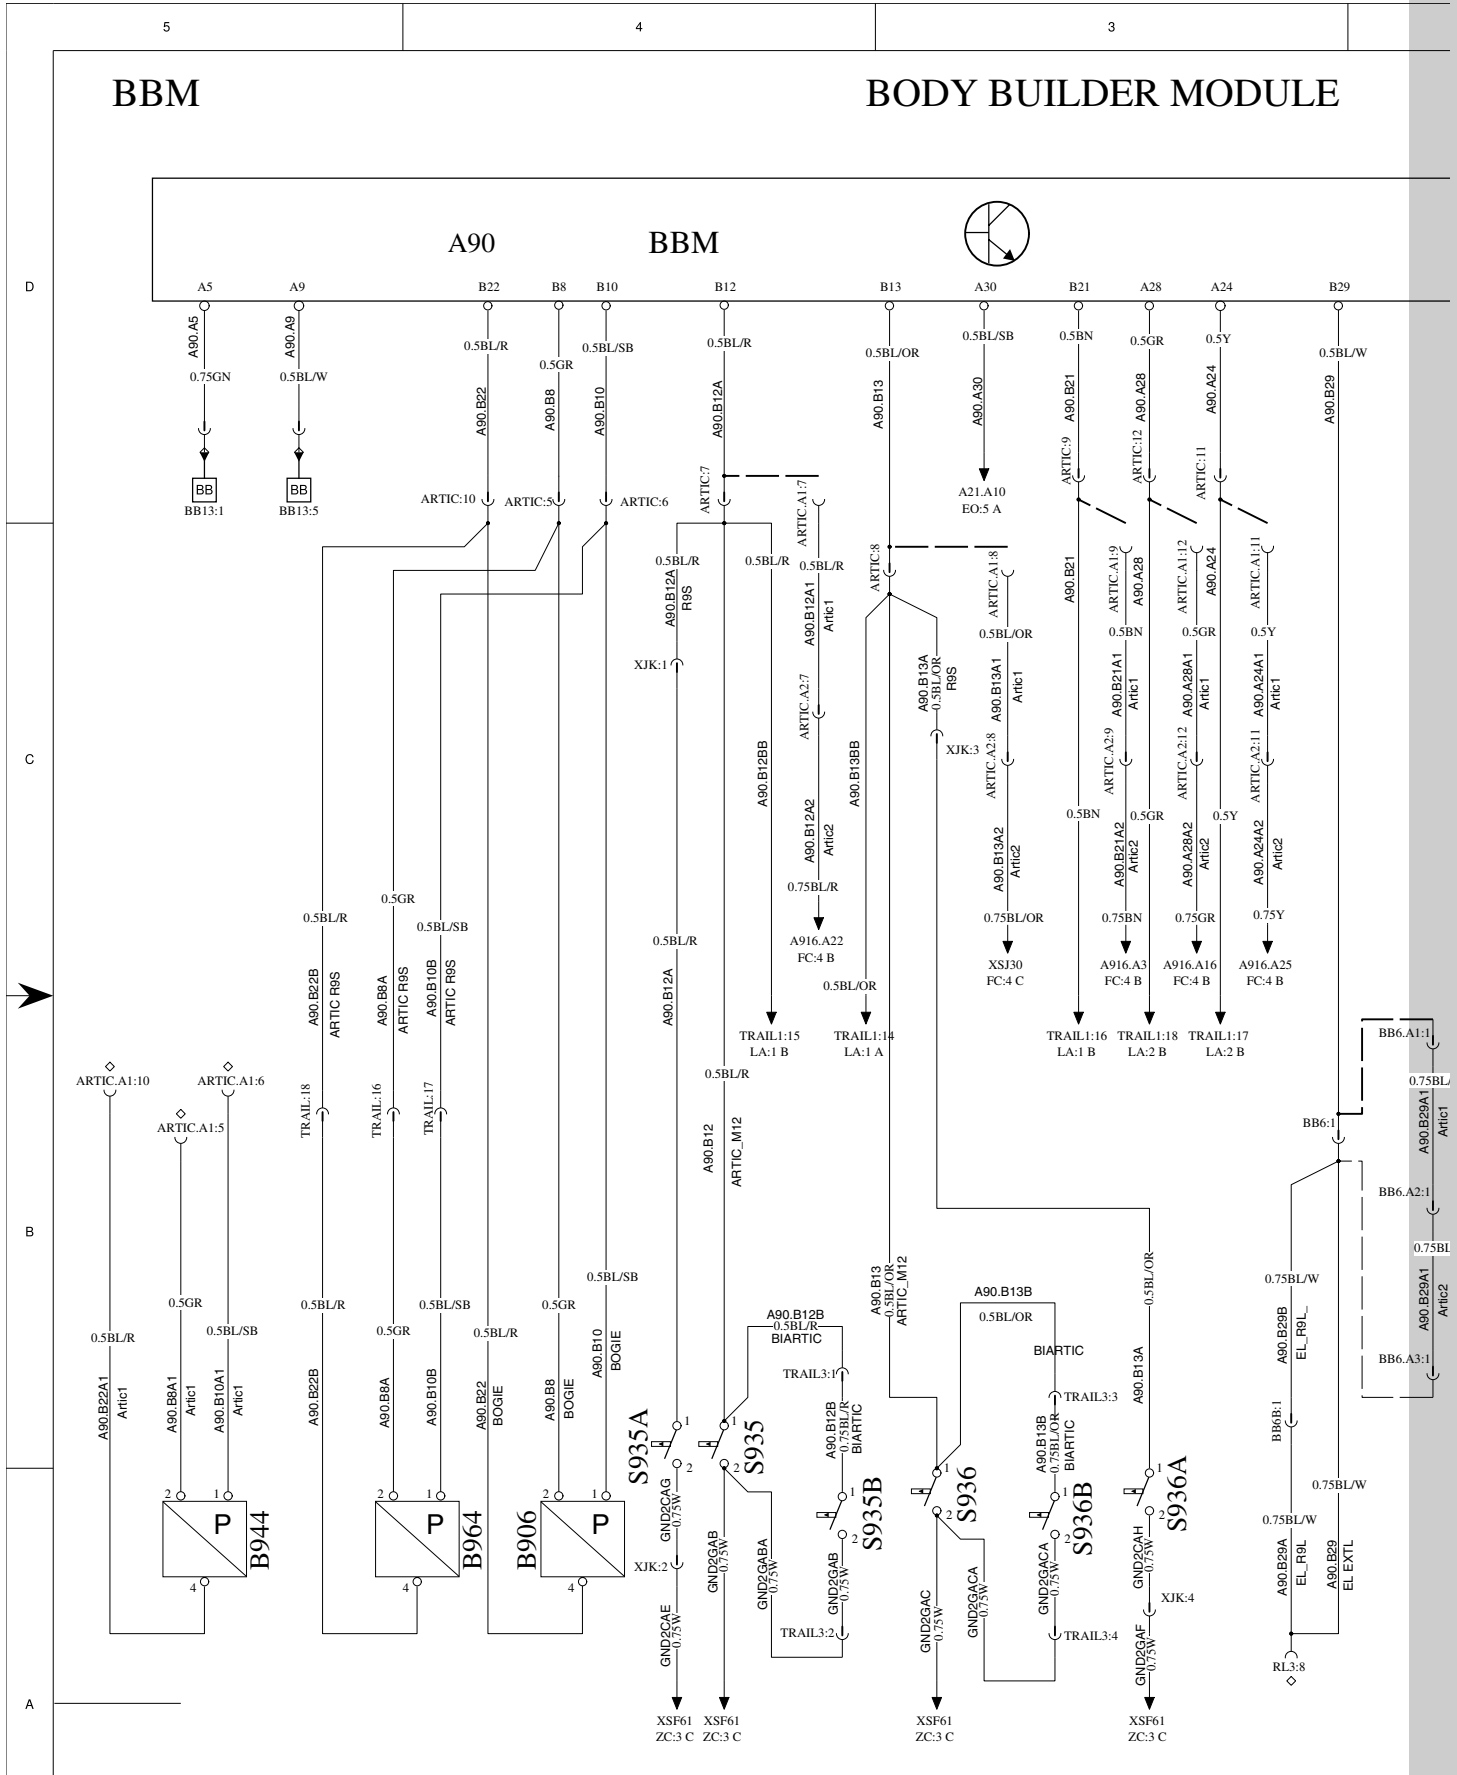 5
4
3
BBM
BODY BUILDER MODULE
A90
BBM
D
A5
A9
B22
B8
B10
B12
B13
A30
B21
A28
A24
B29
A90.A5
A90.A9
0.5BL/R
0.5GR
0.5BL/SB
0.5BL/R
0.5BL/OR
0.5BL/SB
0.5BN
0.5GR
0.5Y
0.5BL/W
0.75GN
0.5BL/W
A90.B22
A90.B8
A90.B10
A90.B12A
A90.B13
A90.A30
A90.B21
A90.A28
A90.A24
A90.B29
BB
BB13:1
BB
BB13:5
ARTIC:10
ARTIC:5
ARTIC:6
ARTIC:7
ARTIC.A1:7
A21.A10
EO:5 A
ARTIC:9
ARTIC:12
ARTIC:11
0.5BL/R
0.5BL/R
0.5BL/R
A90.B12A
R9S
A90.B12A1
Artic1
ARTIC:8
ARTIC.A1:8
A90.B21
ARTIC.A1:9
A90.A28
ARTIC.A1:12
A90.A24
ARTIC.A1:11
0.5BL/OR
0.5BN
0.5GR
0.5Y
XJK:1
A90.B13A
0.5BL/OR
R9S
A90.B13A1
Artic1
A90.B21A1
Artic1
A90.A28A1
Artic1
A90.A24A1
Artic1
C
ARTIC.A2:7
XJK:3
ARTIC.A2:8
ARTIC.A2:9
ARTIC.A2:12
ARTIC.A2:11
A90.B12BB
A90.B13BB
A90.B12A2
Artic2
A90.B13A2
Artic2
0.5BN
0.5GR
0.5Y
A90.B21A2
Artic2
A90.A28A2
Artic2
A90.A24A2
Artic2
0.5BL/R
0.5GR
0.5BL/SB
0.5BL/R
0.75BL/R
0.75BL/OR
0.75BN
0.75GR
0.75Y
A916.A22
FC:4 B
XSJ30
FC:4 C
A916.A3
FC:4 B
A916.A16
FC:4 B
A916.A25
FC:4 B
A90.B22B
ARTIC R9S
A90.B8A
ARTIC R9S
A90.B10B
ARTIC R9S
A90.B12A
0.5BL/OR
TRAIL1:15
LA:1 B
TRAIL1:14
LA:1 A
TRAIL1:16
LA:1 B
TRAIL1:18
LA:2 B
TRAIL1:17
LA:2 B
BB6.A1:1
ARTIC.A1:10
ARTIC.A1:6
ARTIC.A1:5
TRAIL:18
TRAIL:16
TRAIL:17
0.5BL/R
A90.B12
ARTIC_M12
0.75BL/
A90.B29A1
Artic1
BB6:1
BB6.A2:1
B
0.5GR
0.5BL/R
0.5BL/SB
0.5BL/R
0.5GR
0.5BL/SB
0.5BL/R
0.5GR
0.5BL/SB
A90.B13
0.5BL/OR
ARTIC_M12
A90.B13B
0.5BL/OR
BIARTIC
0.5BL/OR
0.75BL/W
0.75BL
A90.B29B
EL_R9L_
A90.B29A1
Artic2
A90.B22A1
Artic1
A90.B8A1
Artic1
A90.B10A1
Artic1
A90.B22B
A90.B8A
A90.B10B
A90.B22
BOGIE
A90.B8
BOGIE
A90.B10
BOGIE
A90.B12B
0.5BL/R
BIARTIC
TRAIL3:1
TRAIL3:3
A90.B13A
BB6.A3:1
BB6B:1
S935A
1
2
S935
1
2
A90.B12B
0.75BL/R
BIARTIC
S935B
1
2
S936
1
2
A90.B13B
0.75BL/OR
BIARTIC
S936B
1
2
S936A
1
2
0.75BL/W
0.75BL/W
2
1
P
B944
4
2
1
P
B964
4
2
1
P
B906
4
GND2CAG
0.75W
XJK:2
GND2CAE
0.75W
GND2GAB
0.75W
GND2GABA
0.75W
GND2GAB
0.75W
TRAIL3:2
GND2GAC
0.75W
GND2GACA
0.75W
GND2GACA
0.75W
TRAIL3:4
GND2CAH
0.75W
XJK:4
GND2GAF
0.75W
A90.B29A
EL_R9L
A90.B29
EL EXTL
RL3:8
A
XSF61
ZC:3 C
XSF61
ZC:3 C
XSF61
ZC:3 C
XSF61
ZC:3 C